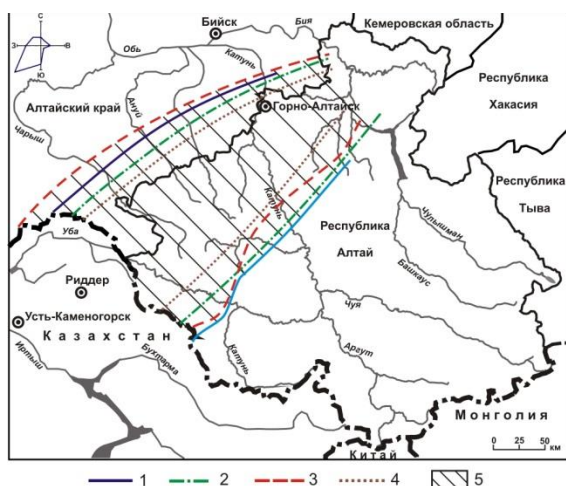 С
З
В
Ю
Бийск
Бия
Кемеровская область
Обь
Катунь
Республика
Хакасия
Алтайский край
Ануй
Горно-Алтайск
Чарыш
Республика
Тыва
Катунь
Уба
Республика
Алтай
Чулышман
Башкаус
Риддер
Усть-Каменогорск
Казахстан
Чуя
Иртыш
Бухтарма
Катунь
Аргут
Монголия
Китай
0 25 50
км
1 2 3 4 5